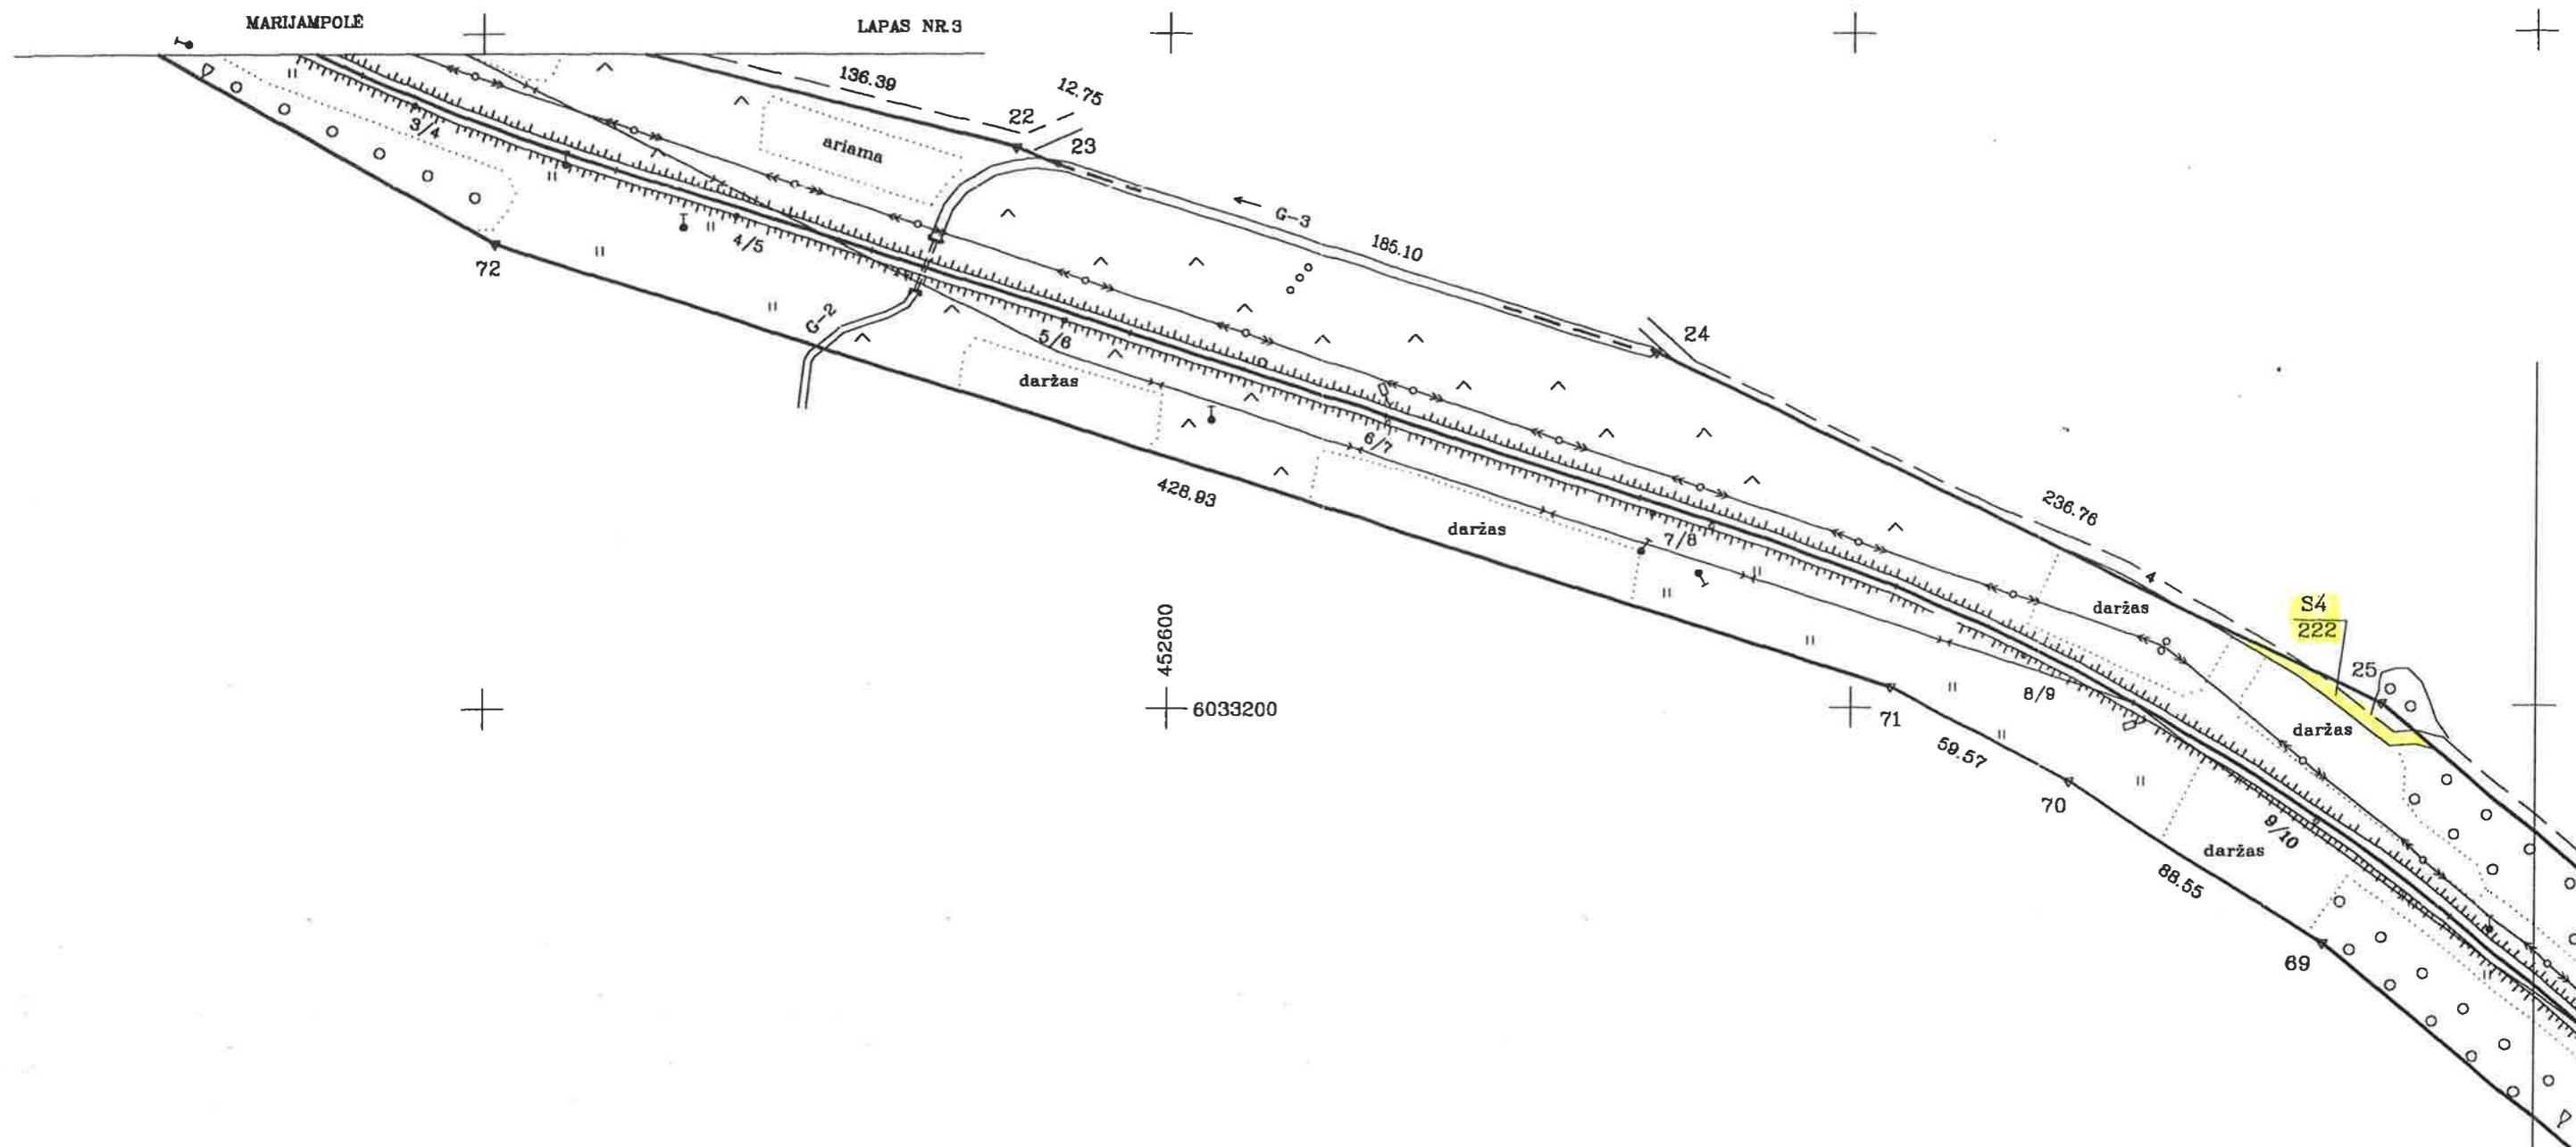 MARIJAMPOLĖ
LAPAS NR.3
136.39
12.75
22
23
ariama
3/4
G-3
185.10
4/5
72
G-2
24
5/6
daržas
6/7
428.93
236.76
daržas
7/8
4
daržas
S4
222
452600
6033200
25
8/9
71
daržas
59.57
70
9/10
daržas
88.55
69